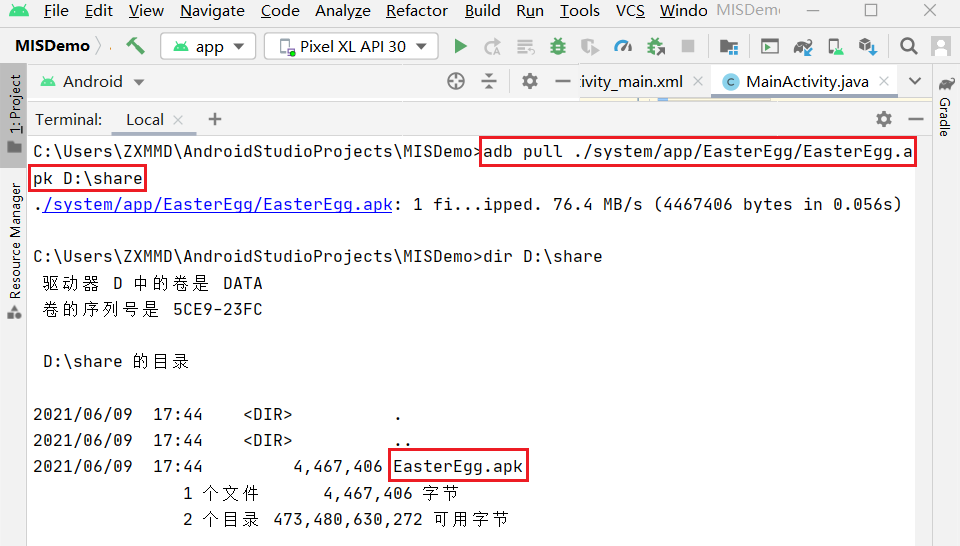 File Edit View Navigate Code Analyze Refactor Build Run Tools VCS Windo MISDemo
MISDemo app Pixel XL API 30
Android ivity_main.xml MainActivity.java
1: Project
Resource Manager
Gradle
Terminal: Local
C:\Users\ZXMMD\AndroidStudioProjects\MISDemo>adb pull ./system/app/EasterEgg/EasterEgg.a
pk D:\share
./system/app/EasterEgg/EasterEgg.apk: 1 fi...ipped. 76.4 MB/s (4467406 bytes in 0.056s)
C:\Users\ZXMMD\AndroidStudioProjects\MISDemo>dir D:\share
驱动器 D 中的卷是 DATA
卷的序列号是 5CE9-23FC
D:\share 的目录
2021/06/09 17:44 <DIR> .
2021/06/09 17:44 <DIR> ..
2021/06/09 17:44 4,467,406 EasterEgg.apk
1 个文件 4,467,406 字节
2 个目录 473,480,630,272 可用字节